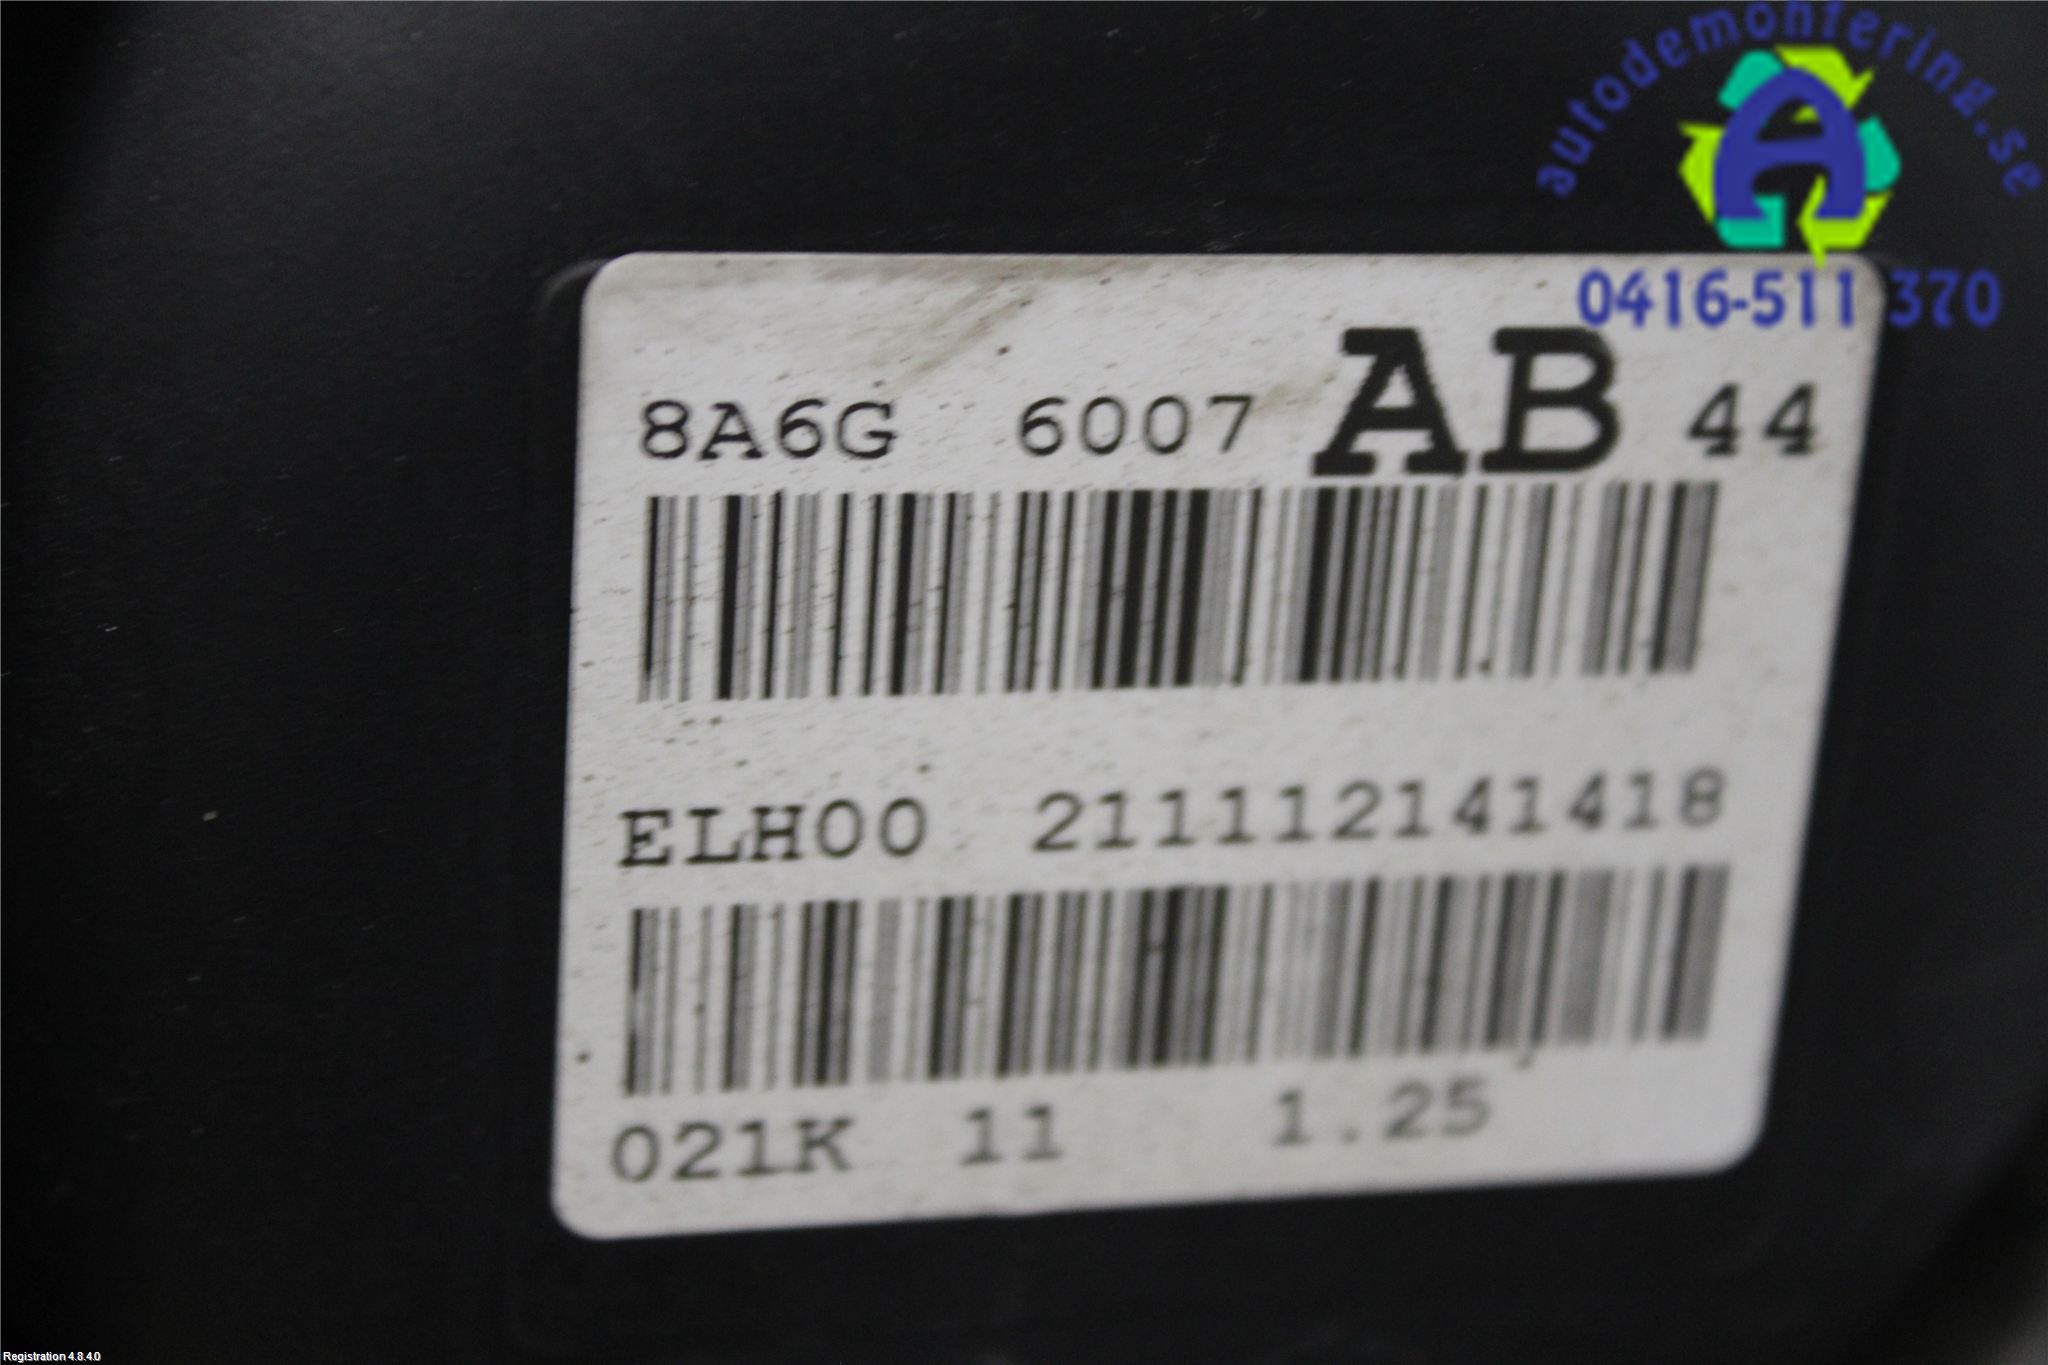 autodemontering.se
A
0416-511 370
8A6G 6007 AB 44
ELH00 211112141418
021K 11 1.25
Registration 4.8.4.0